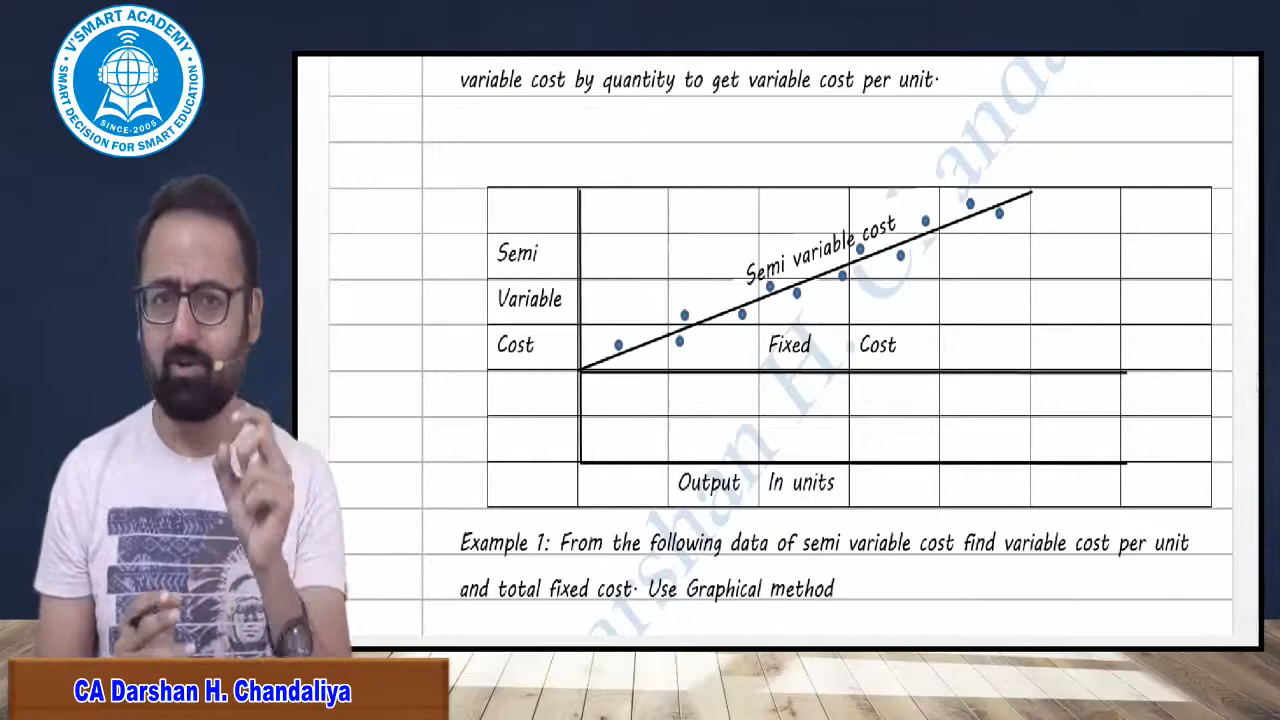 V'SMART ACADEMY
SMART DECISION FOR SMART EDUCATION
SINCE-2005
variable cost by quantity to get variable cost per unit.
Semi variable cost
Semi
Variable
Cost
Fixed Cost
Output In units
Example 1: From the following data of semi variable cost find variable cost per unit
and total fixed cost. Use Graphical method
CA Darshan H. Chandaliya